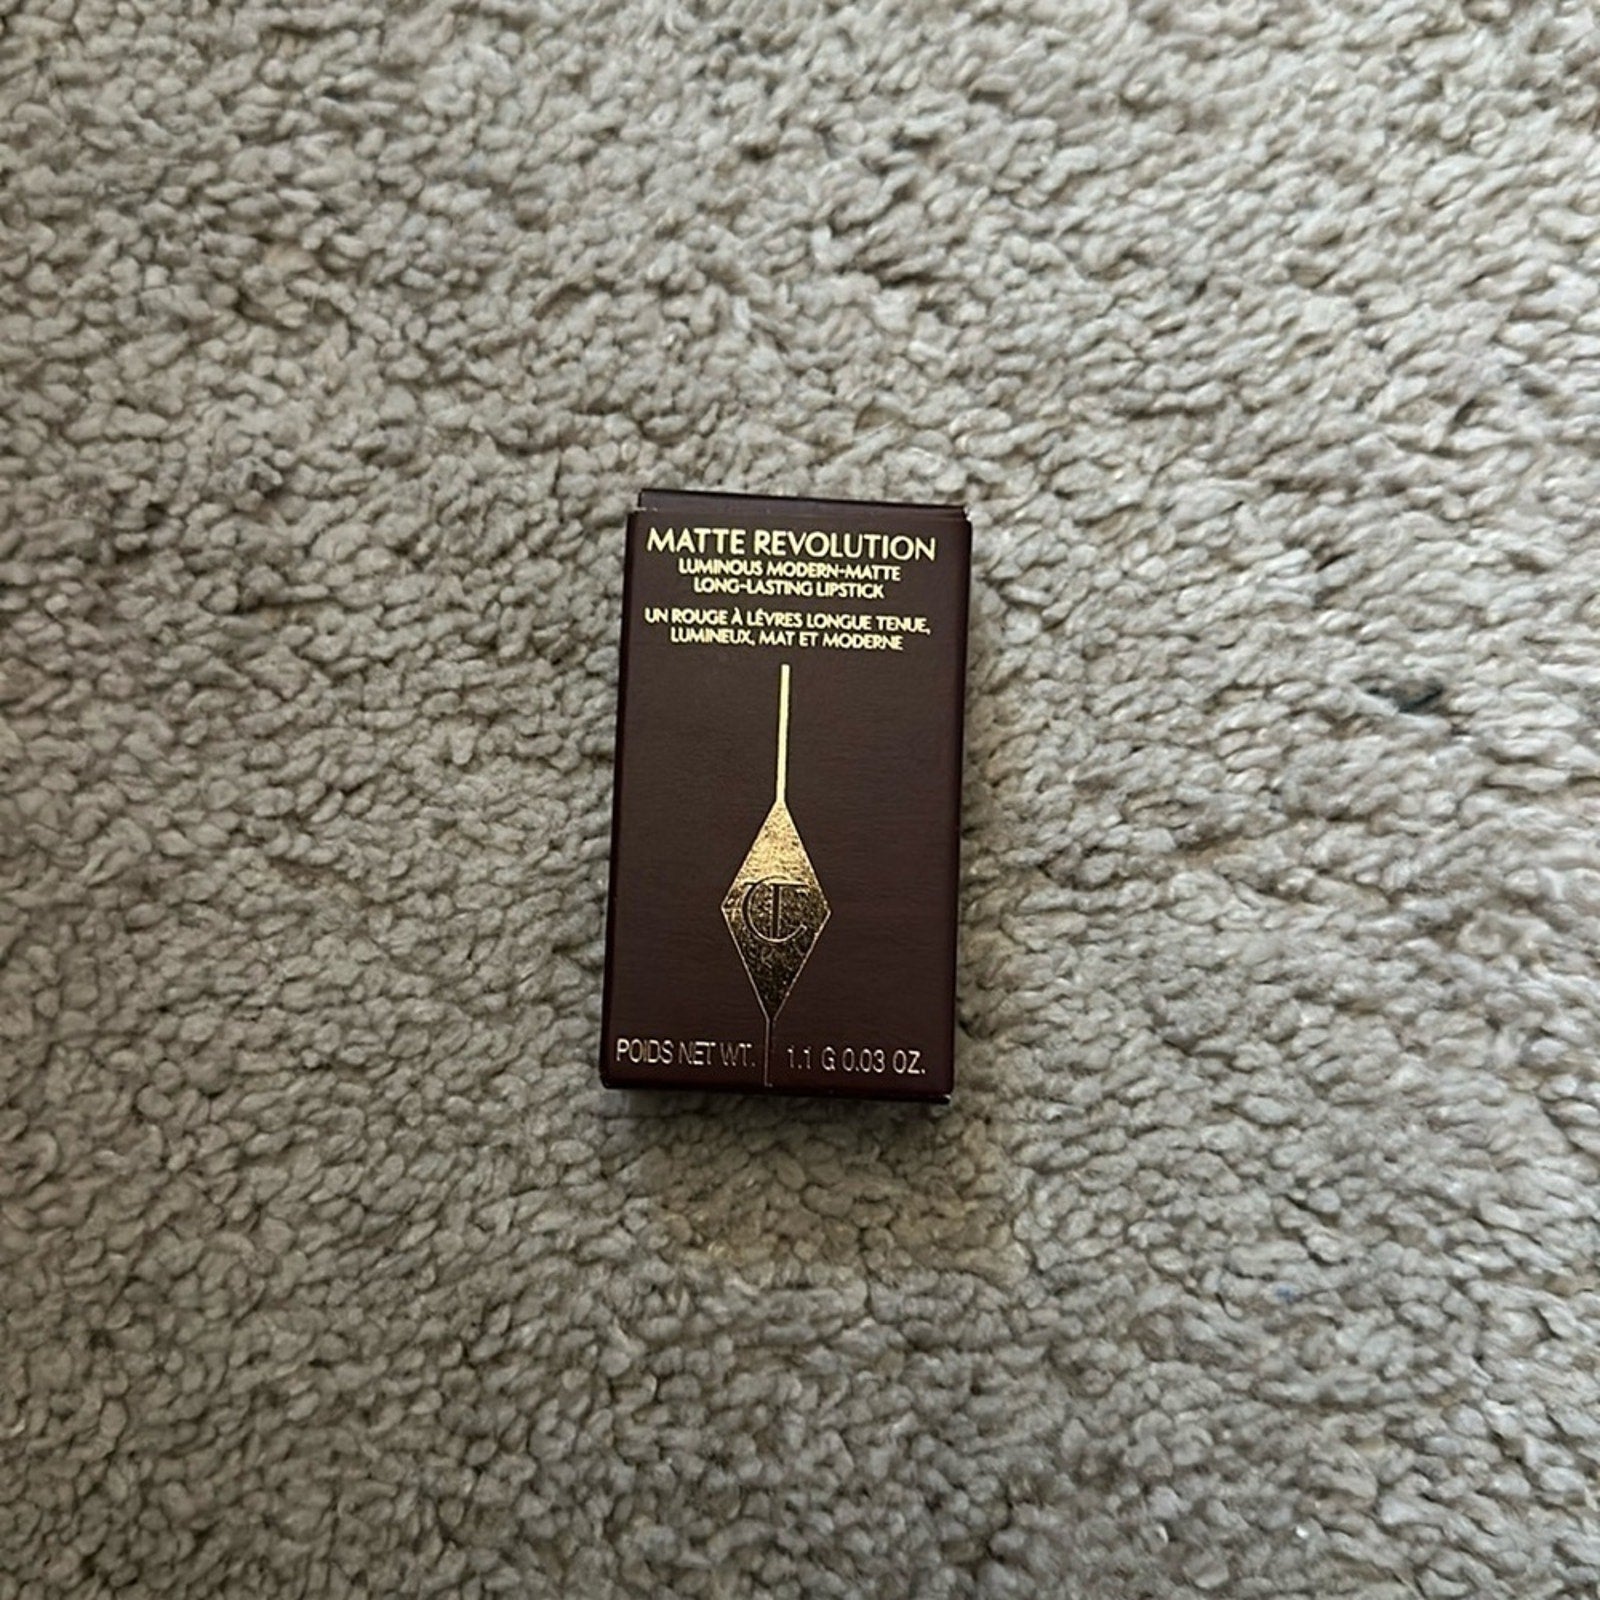 MATTE REVOLUTION
LUMINOUS MODERN-MATTE
LONG-LASTING LIPSTICK
UN ROUGE À LÈVRES LONGUE TENUE,
LUMINEUX, MAT ET MODERNE
CT
POIDS NET WT. 1.1 G 0.03 OZ.